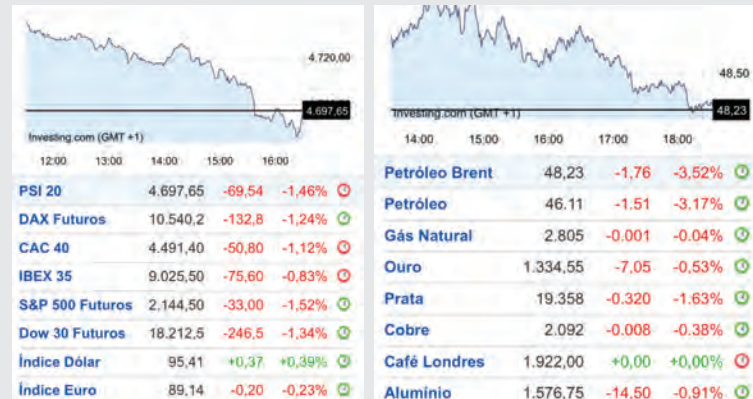 4.720,00
4.697,65
Investing.com (GMT +1)
12:00 13:00 14:00 15:00 16:00
PSI 20 4.697,65 -69,54 -1,46%
DAX Futuros 10.540,2 -132,8 -1,24%
CAC 40 4.491,40 -50,80 -1,12%
IBEX 35 9.025,50 -75,60 -0,83%
S&P 500 Futuros 2.144,50 -33,00 -1,52%
Dow 30 Futuros 18.212,5 -246,5 -1,34%
Índice Dólar 95,41 +0,37 +0,39%
Índice Euro 89,14 -0,20 -0,23%
48,50
48,23
Investing.com (GMT +1)
14:00 15:00 16:00 17:00 18:00
Petróleo Brent 48,23 -1,76 -3,52%
Petróleo 46.11 -1.51 -3.17%
Gás Natural 2.805 -0.001 -0.04%
Ouro 1.334,55 -7,05 -0,53%
Prata 19.358 -0.320 -1.63%
Cobre 2.092 -0.008 -0.38%
Café Londres 1.922,00 +0,00 +0,00%
Alumínio 1.576,75 -14,50 -0,91%